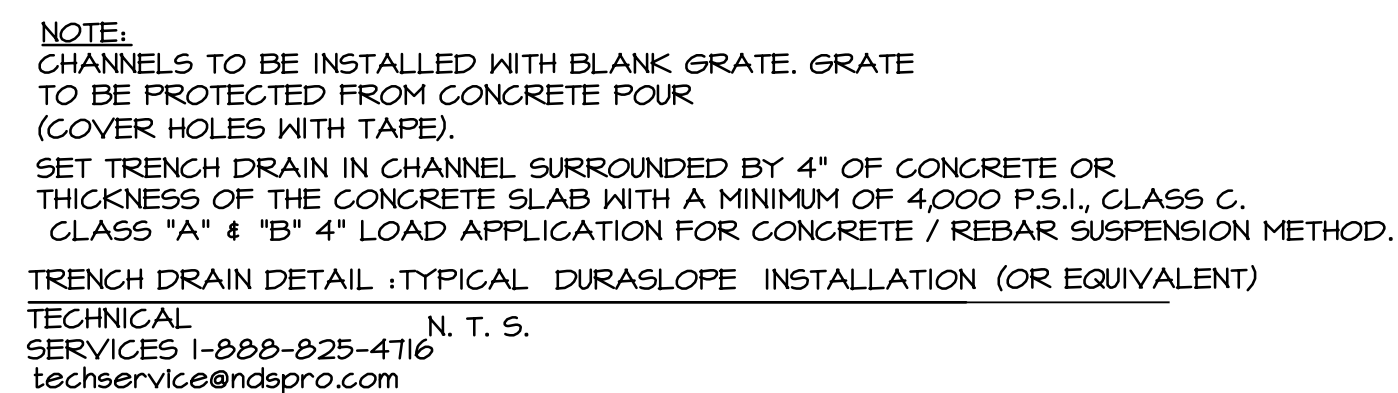 NOTE:
CHANNELS TO BE INSTALLED WITH BLANK GRATE. GRATE
TO BE PROTECTED FROM CONCRETE POUR
(COVER HOLES WITH TAPE).
SET TRENCH DRAIN IN CHANNEL SURROUNDED BY 4" OF CONCRETE OR
THICKNESS OF THE CONCRETE SLAB WITH A MINIMUM OF 4,000 P.S.I., CLASS C.
CLASS "A" & "B" 4" LOAD APPLICATION FOR CONCRETE / REBAR SUSPENSION METHOD.
TRENCH DRAIN DETAIL :TYPICAL DURASLOPE INSTALLATION (OR EQUIVALENT)
TECHNICAL
N. T. S.
SERVICES 1-888-825-4716
techservice@ndspro.com